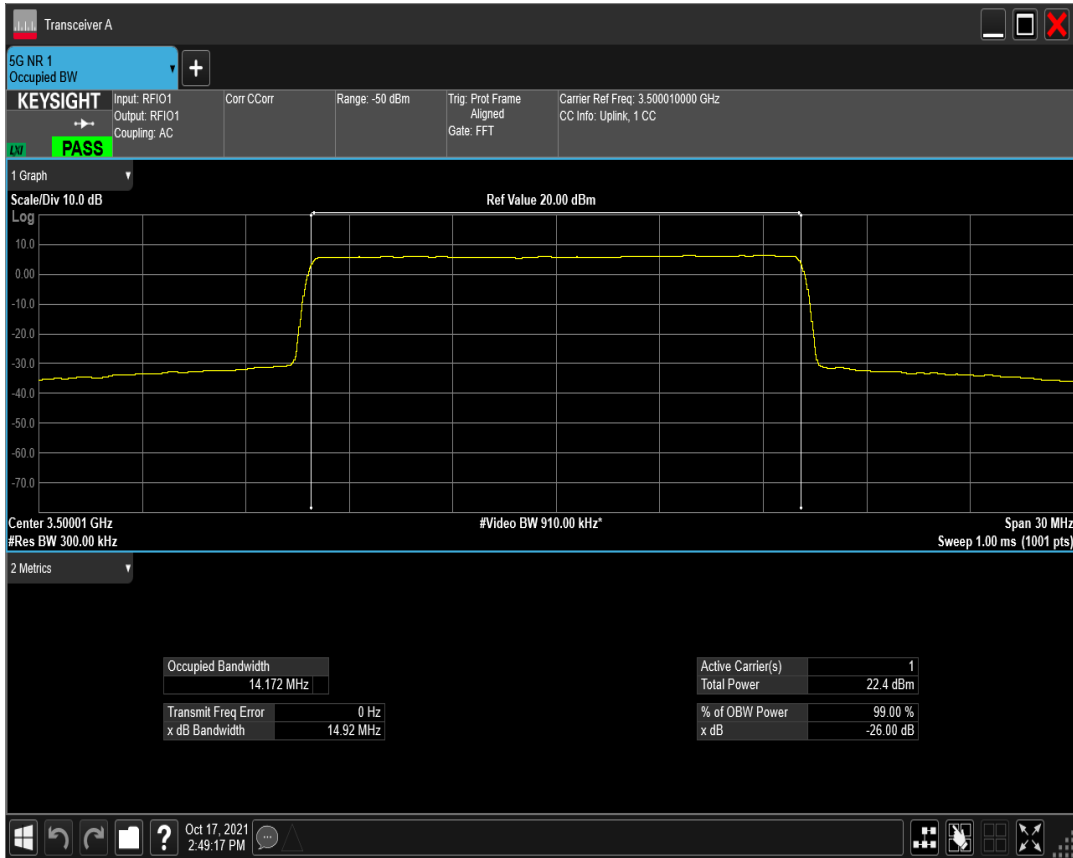 Transceiver A
5G NR 1
Occupied BW
KEYSIGHT
LXI
PASS
Input: RFIO1
Output: RFIO1
Coupling: AC
Corr CCorr
Range: -50 dBm
Trig: Prot Frame
Aligned
Gate: FFT
Carrier Ref Freq: 3.500010000 GHz
CC Info: Uplink, 1 CC
1 Graph
Scale/Div 10.0 dB
Ref Value 20.00 dBm
Log
10.0
0.00
-10.0
-20.0
-30.0
-40.0
-50.0
-60.0
-70.0
Center 3.50001 GHz
#Video BW 910.00 kHz*
Span 30 MHz
#Res BW 300.00 kHz
Sweep 1.00 ms (1001 pts)
2 Metrics
Occupied Bandwidth
14.172 MHz
Transmit Freq Error 0 Hz
x dB Bandwidth 14.92 MHz
Active Carrier(s) 1
Total Power 22.4 dBm
% of OBW Power 99.00 %
x dB -26.00 dB
?
Oct 17, 2021
2:49:17 PM